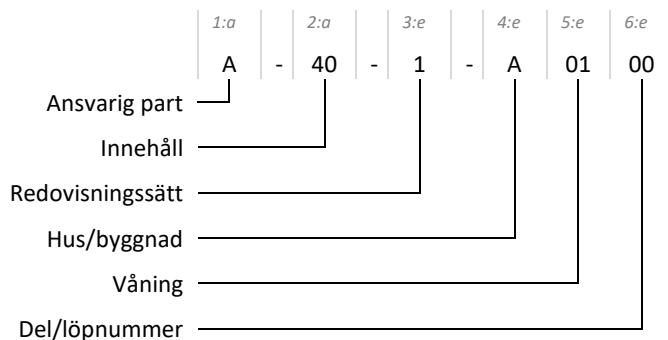 1:a 2:a 3:e 4:e 5:e 6:e
A - 40 - 1 - A 01 00
Ansvarig part
Innehåll
Redovisningssätt
Hus/byggnad
Våning
Del/löpnummer